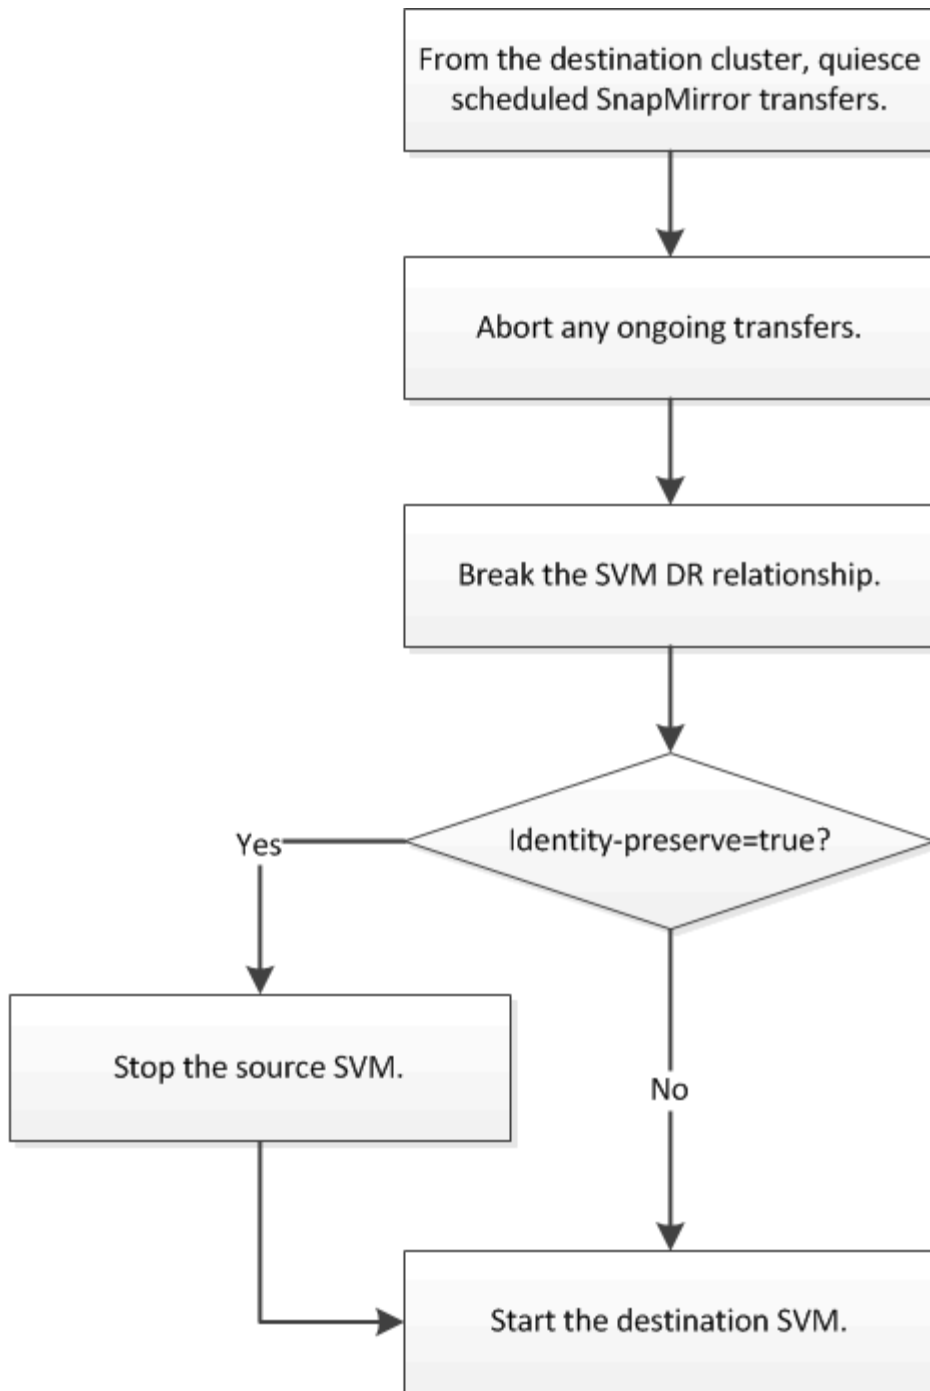 From the destination cluster, quiesce
scheduled SnapMirror transfers.
Abort any ongoing transfers.
Break the SVM DR relationship.
Identity-preserve=true?
Yes
Stop the source SVM.
No
Start the destination SVM.